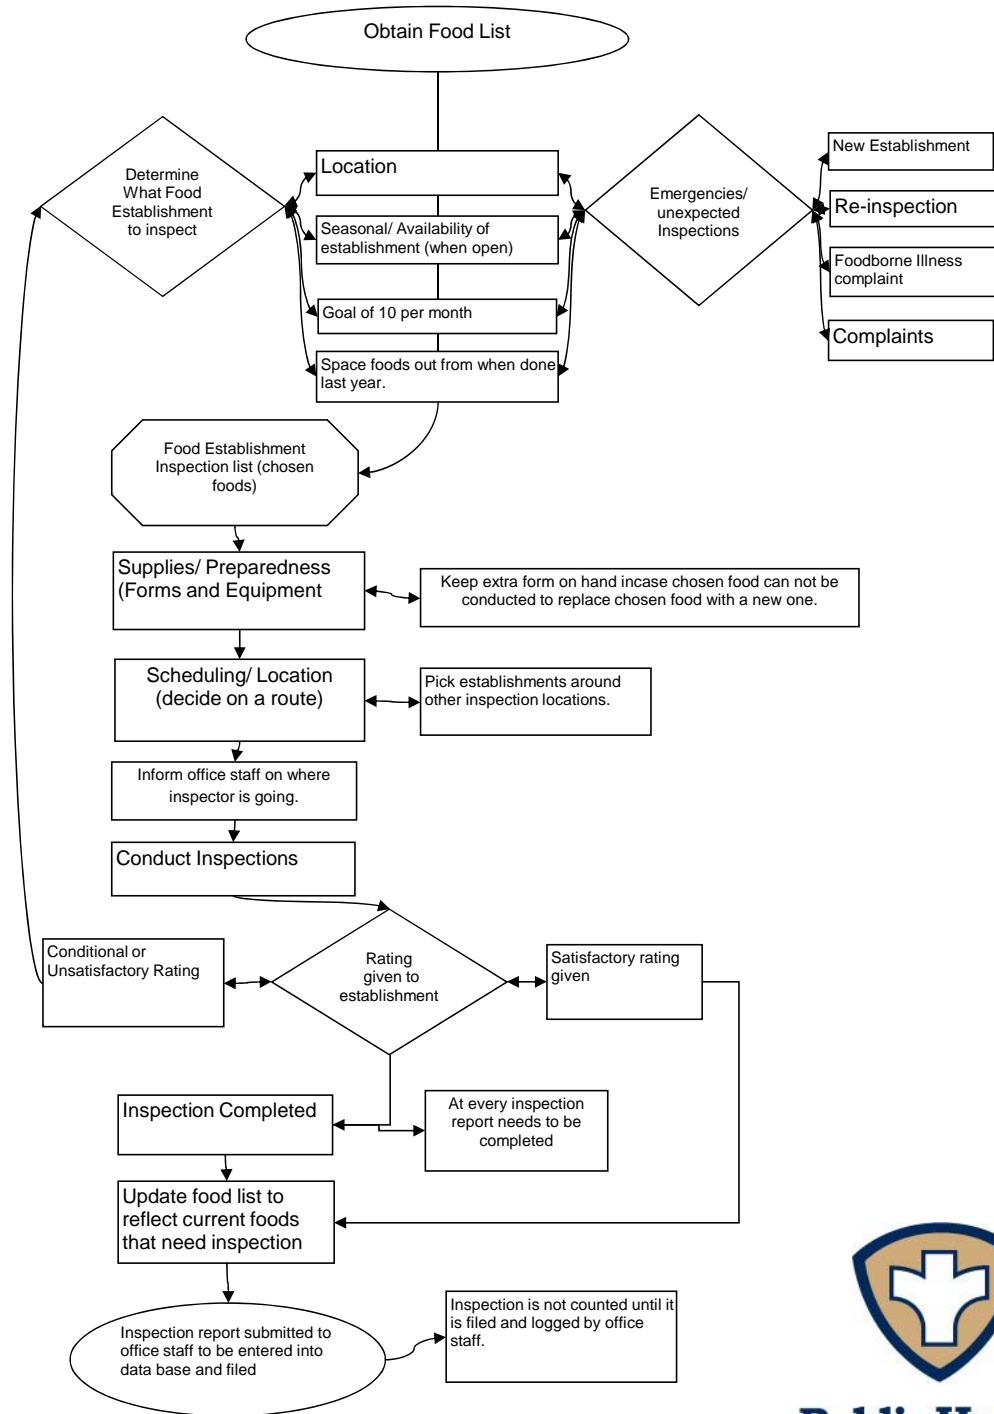 Obtain Food List
Determine
What Food
Establishment
to inspect
Location
Seasonal/ Availability of
establishment (when open)
Goal of 10 per month
Space foods out from when done
last year.
Emergencies/
unexpected
Inspections
New Establishment
Re-inspection
Foodborne Illness
complaint
Complaints
Food Establishment
Inspection list (chosen
foods)
Supplies/ Preparedness
(Forms and Equipment
Keep extra form on hand incase chosen food can not be
conducted to replace chosen food with a new one.
Scheduling/ Location
(decide on a route)
Pick establishments around
other inspection locations.
Inform office staff on where
inspector is going.
Conduct Inspections
Conditional or
Unsatisfactory Rating
Rating
given to
establishment
Satisfactory rating
given
Inspection Completed
At every inspection
report needs to be
completed
Update food list to
reflect current foods
that need inspection
Inspection report submitted to
office staff to be entered into
data base and filed
Inspection is not counted until it
is filed and logged by office
staff.
Public